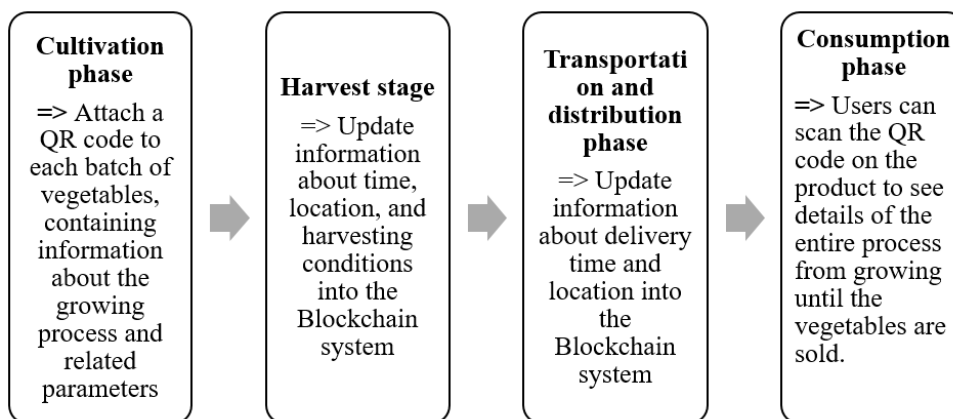 Cultivation
phase
=> Attach a
QR code to
each batch of
vegetables,
containing
information
about the
growing
process and
related
parameters
Harvest stage
=> Update
information
about time,
location, and
harvesting
conditions
into the
Blockchain
system
Transportati
on and
distribution
phase
=> Update
information
about delivery
time and
location into
the
Blockchain
system
Consumption
phase
=> Users can
scan the QR
code on the
product to see
details of the
entire process
from growing
until the
vegetables are
sold.